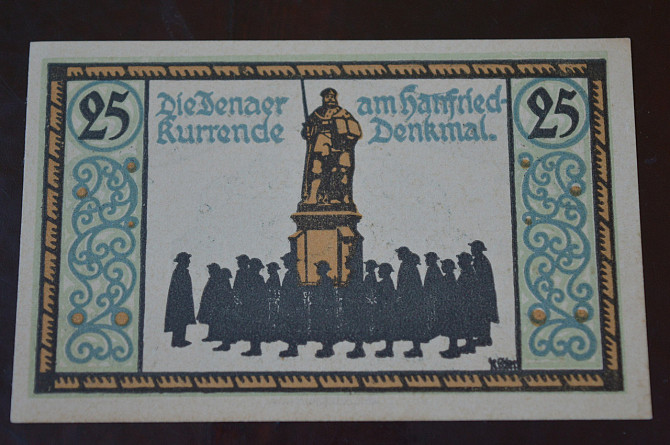 25
Die Jenaer am Hanfried-
Kurrende Denkmal.
25